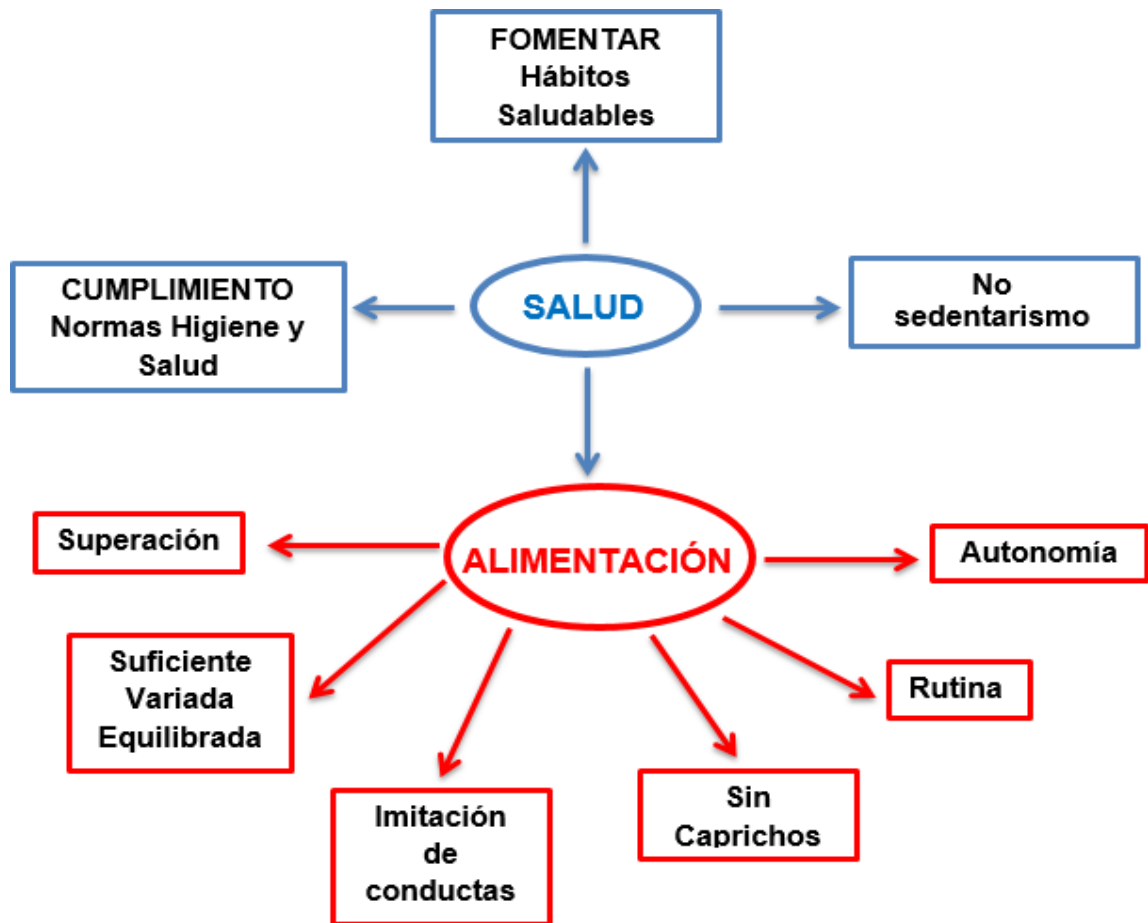 FOMENTAR
Hábitos
Saludables
CUMPLIMIENTO
Normas Higiene y
Salud
SALUD
No
sedentarismo
Superación
ALIMENTACIÓN
Autonomía
Suficiente
Variada
Equilibrada
Rutina
Imitación
de
conductas
Sin
Caprichos